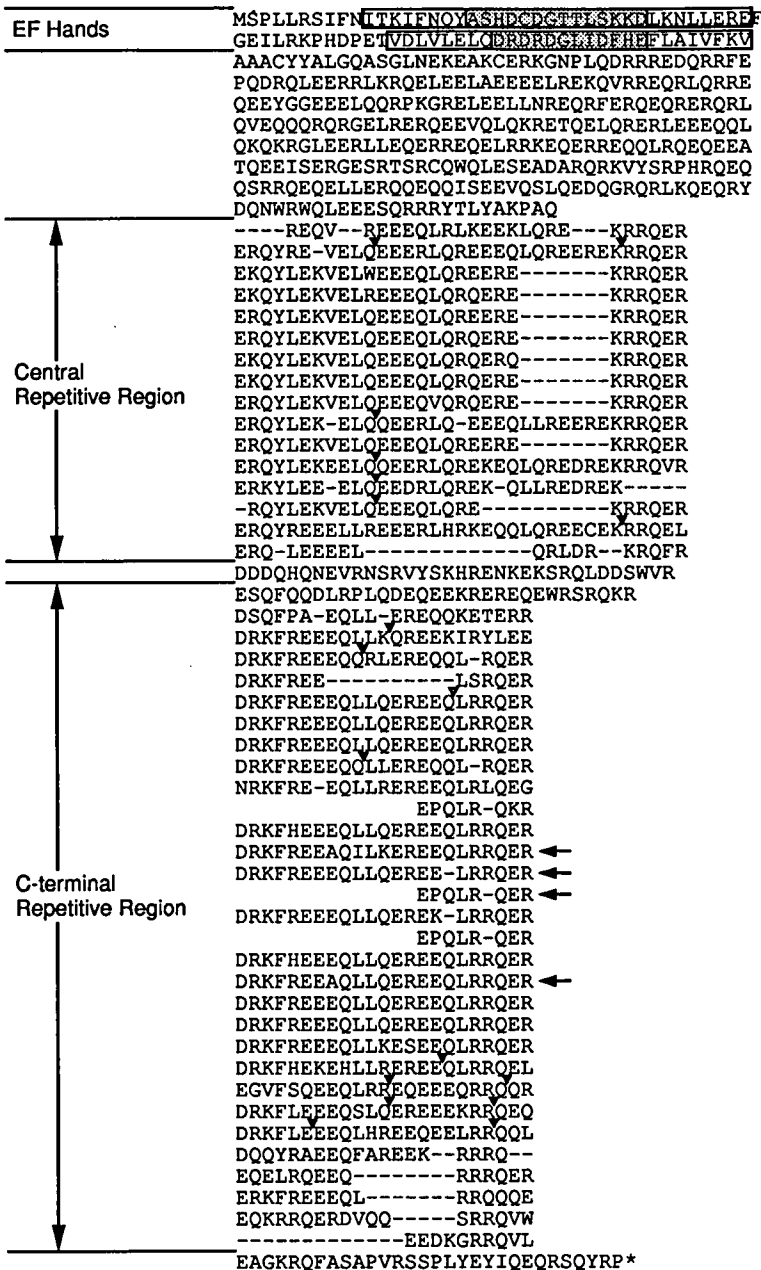 EF Hands
MSPLLRSIFNITKIFNQYASHDCDGTTLSKKDLKNLLEREF
GEILRKPHDPETVDLVLELQDRDRDGLIDFHEFLAIVFKV
AAACYYALGQASGLNEKEAKCERKGNPLQDRRREDQRRFE
PQDRQLEERRLKRQELEELAEEEELREKQVRREQRLQRRE
QEEYGGEEELQQRPKGRELEELLNREQRFERQEQRERQRL
QVEQQQRQRGELRERQEEVQLQKRETQELQRERLEEEQQL
QKQKRGLEERLLEQERREQELRRKEQERREQQLRQEQEEA
TQEEISERGESRTSRCQWQLESEADARQRKVYSRPHRQEQ
QSRRQEQELLERQQEQQISEEVQSLQEDQGRQRLKQEQRY
DQNWRWQLEEESQRRRYTLYAKPAQ
Central
Repetitive Region
----REQV--REEEQLRLKEEKLQRE---KRRQER
ERQYRE-VELQEEERLQREEEQLQREEREKRRQER
EKQYLEKVELWEEEQLQREERE-------KRRQER
EKQYLEKVELREEEQLQRQERE-------KRRQER
ERQYLEKVELQEEEQLQREERE-------KRRQER
ERQYLEKVELQEEEQLQRQERE-------KRRQER
EKQYLEKVELQEEEQLQRQERQ-------KRRQER
EKQYLEKVELQEEEQLQRQERE-------KRRQER
ERQYLEKVELQEEEQVQRQERE-------KRRQER
ERQYLEK-ELQQEERLQ-EEEQLLREEREKRRQER
ERQYLEKVELQEEEQLQREERE-------KRRQER
ERQYLEKEELQQEERLQREKEQLQREDREKRRQVR
ERKYLEE-ELQEEDRLQREK-QLLREDREK-----
-RQYLEKVELQEEEQLQRE----------KRRQER
ERQYREEELLREEERLHRKEQQLQREECEKRRQEL
ERQ-LEEEEL-------------QRLDR-KRQFR
DDDQHQNEVRNSRVYSKHRENKEKSRQLDDSWVR
C-terminal
Repetitive Region
ESQFQQDLRPLQDEQEEKREREQEWRSRQKR
DSQFPA-EQLL-EREQQKETERR
DRKFREEEQLLKQREEKIRYLEE
DRKFREEEQQRLEREQQL-RQER
DRKFREE----------LSRQER
DRKFREEEQLLQEREEQLRRQER
DRKFREEEQLLQEREEQLRRQER
DRKFREEEQLLQEREEQLRRQER
DRKFREEEQQLLEREQQL-RQER
NRKFRE-EQLLREREEQLRLQEG
EPQLR-QKR
DRKFHEEEQLLQEREEQLRRQER
DRKFREEAQILKEREEQLRRQER
DRKFREEEQLLQEREE-LRRQER
EPQLR-QER
DRKFREEEQLLQEREK-LRRQER
EPQLR-QER
DRKFHEEEQLLQEREEQLRRQER
DRKFREEAQLLQEREEQLRRQER
DRKFREEEQLLQEREEQLRRQER
DRKFREEEQLLQEREEQLRRQER
DRKFREEEQLLKESEEQLRRQER
DRKFHEKEHLLREREEQLRRQEL
EGVFSQEEQLRREQEEEQRRQQR
DRKFLEEEQSLQEREEEKRRQEQ
DRKFLEEEQLHREEQEELRRQQL
DQQYRAEEQFAREEK--RRRQ--
EQELRQEEQ--------RRRQER
ERKFREEEQL-------RRQQQE
EQKRRQERDVQQ-----SRRQVW
-------------EEDKGRRQVL
EAGKRQFASAPVRSSPLYEYIQEQRSQYRP*